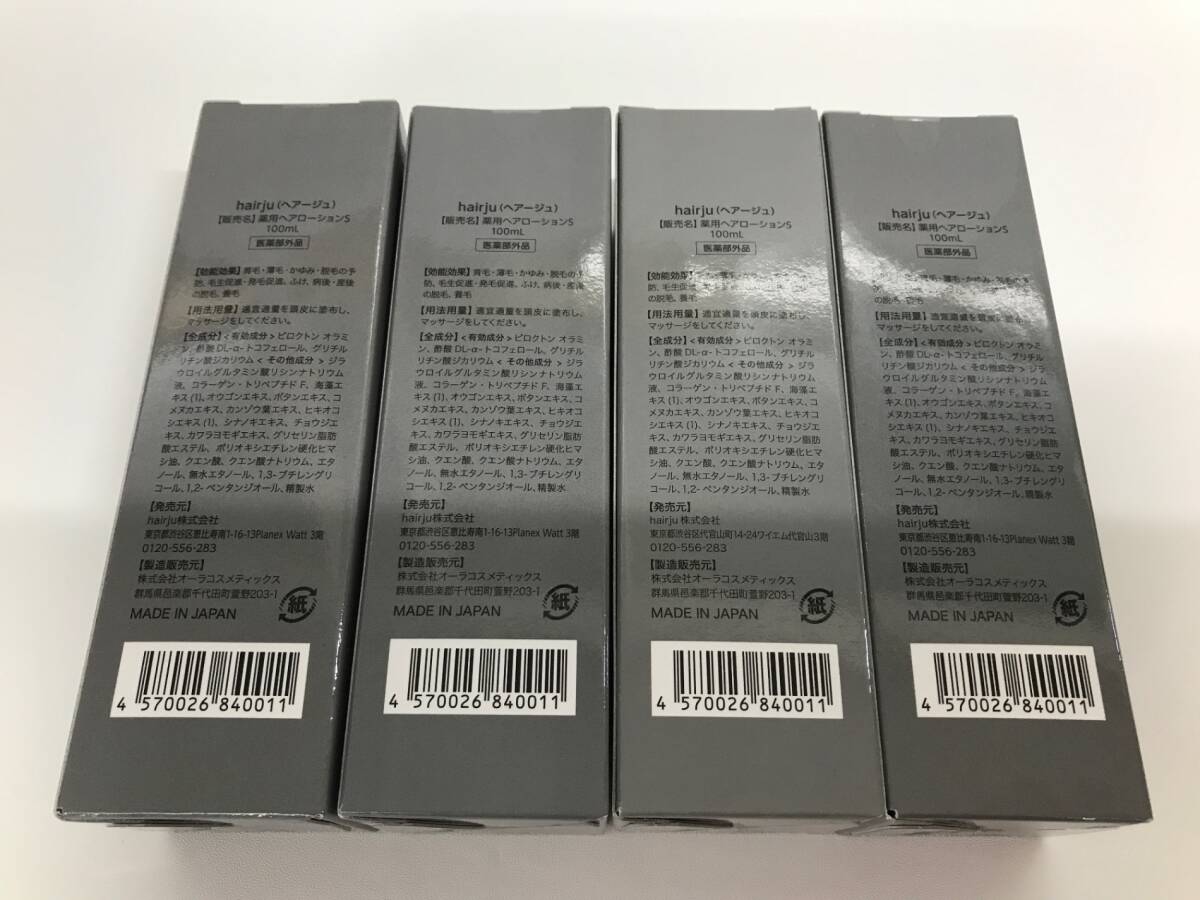 hairju（ヘアージュ）
【販売名】薬用ヘアローションS
100mL
医薬部外品
【効能効果】育毛・薄毛・かゆみ・脱毛の予
防、毛生促進・発毛促進、ふけ、病後・産後
の脱毛、養毛
【用法用量】適宜適量を頭皮に塗布し、
マッサージをしてください。
【全成分】<有効成分>ピロクトン オラミ
ン、酢酸 DL-α-トコフェロール、グリチル
リチン酸ジカリウム< その他成分 > ジラ
ウロイルグルタミン酸リシンナトリウム
液、コラーゲン・トリペプチド F、海藻エ
キス(1)、オウゴンエキス、ボタンエキス、コ
メヌカエキス、カンゾウ葉エキス、ヒキオコ
シエキス(1)、シナノキエキス、チョウジエ
キス、カワラヨモギエキス、グリセリン脂肪
酸エステル、ポリオキシエチレン硬化ヒマ
シ油、クエン酸、クエン酸ナトリウム、エタ
ノール、無水エタノール、1,3-ブチレングリ
コール、1,2-ペンタンジオール、精製水
【発売元】
hairju株式会社
東京都渋谷区恵比寿南1-16-13Planex Watt 3階
0120-556-283
【製造販売元】
株式会社オーラコスメティックス
群馬県邑楽郡千代田町萱野203-1
MADE IN JAPAN
紙
4 570026 840011
hairju（ヘアージュ）
【販売名】薬用ヘアローションS
100mL
医薬部外品
【効能効果】育毛・薄毛・かゆみ・脱毛の予
防、毛生促進・発毛促進、ふけ、病後・産後
の脱毛、養毛
【用法用量】適宜適量を頭皮に塗布し、
マッサージをしてください。
【全成分】<有効成分>ピロクトン オラミ
ン、酢酸 DL-α-トコフェロール、グリチル
リチン酸ジカリウム< その他成分 > ジラ
ウロイルグルタミン酸リシンナトリウム
液、コラーゲン・トリペプチド F、海藻エ
キス(1)、オウゴンエキス、ボタンエキス、コ
メヌカエキス、カンゾウ葉エキス、ヒキオコ
シエキス(1)、シナノキエキス、チョウジエ
キス、カワラヨモギエキス、グリセリン脂肪
酸エステル、ポリオキシエチレン硬化ヒマ
シ油、クエン酸、クエン酸ナトリウム、エタ
ノール、無水エタノール、1,3-ブチレングリ
コール、1,2-ペンタンジオール、精製水
【発売元】
hairju株式会社
東京都渋谷区恵比寿南1-16-13Planex Watt 3階
0120-556-283
【製造販売元】
株式会社オーラコスメティックス
群馬県邑楽郡千代田町萱野203-1
MADE IN JAPAN
紙
4 570026 840011
hairju（ヘアージュ）
【販売名】薬用ヘアローションS
100mL
医薬部外品
【効能効果】
の脱毛、養毛
【用法用量】適宜適量を頭皮に塗布し、
マッサージをしてください。
【全成分】<有効成分>ピロクトン オラミ
ン、酢酸 DL-α-トコフェロール、グリチル
リチン酸ジカリウム< その他成分 > ジラ
ウロイルグルタミン酸リシンナトリウム
液、コラーゲン・トリペプチド F、海藻エ
キス(1)、オウゴンエキス、ボタンエキス、コ
メヌカエキス、カンゾウ葉エキス、ヒキオコ
シエキス(1)、シナノキエキス、チョウジエ
キス、カワラヨモギエキス、グリセリン脂肪
酸エステル、ポリオキシエチレン硬化ヒマ
シ油、クエン酸、クエン酸ナトリウム、エタ
ノール、無水エタノール、1,3-ブチレングリ
コール、1,2-ペンタンジオール、精製水
【発売元】
hairju株式会社
東京都渋谷区代官山町14-24ワイエム代官山3階
0120-556-283
【製造販売元】
株式会社オーラコスメティックス
群馬県邑楽郡千代田町萱野203-1
MADE IN JAPAN
紙
4 570026 840011
hairju（ヘアージュ）
【販売名】薬用ヘアローションS
100mL
医薬部外品
【用法用量】適宜適量を頭皮に塗布し、
マッサージをしてください。
【全成分】<有効成分>ピロクトン オラミ
ン、酢酸 DL-α-トコフェロール、グリチル
リチン酸ジカリウム< その他成分 > ジラ
ウロイルグルタミン酸リシンナトリウム
液、コラーゲン・トリペプチド F、海藻エ
キス(1)、オウゴンエキス、ボタンエキス、コ
メヌカエキス、カンゾウ葉エキス、ヒキオコ
シエキス(1)、シナノキエキス、チョウジエ
キス、カワラヨモギエキス、グリセリン脂肪
酸エステル、ポリオキシエチレン硬化ヒマ
シ油、クエン酸、クエン酸ナトリウム、エタ
ノール、無水エタノール、1,3-ブチレングリ
コール、1,2-ペンタンジオール、精製水
【発売元】
hairju株式会社
東京都渋谷区恵比寿南1-16-13Planex Watt 3階
0120-556-283
【製造販売元】
株式会社オーラコスメティックス
群馬県邑楽郡千代田町萱野203-1
MADE IN JAPAN
紙
4 570026 840011